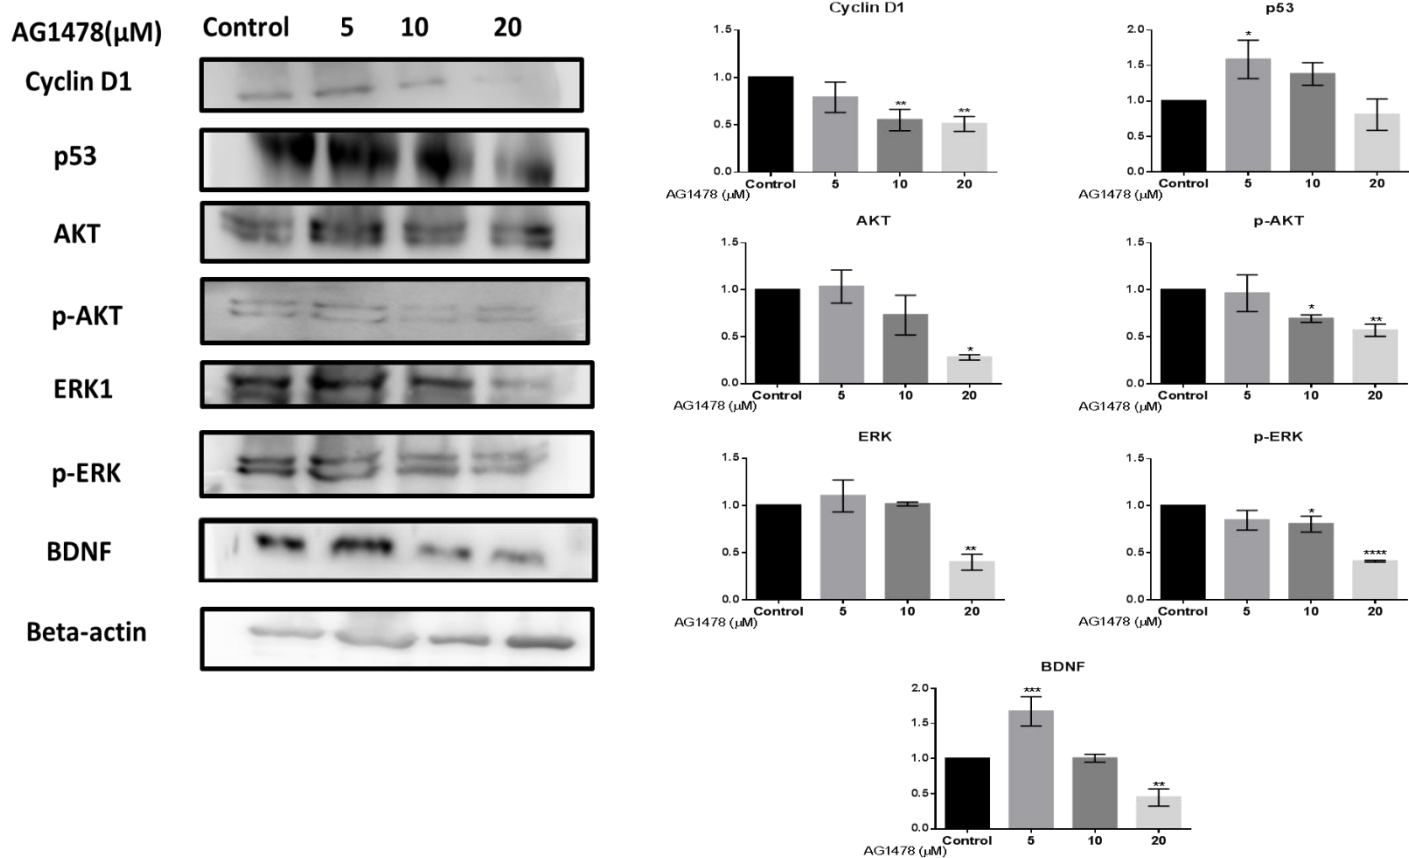 AG1478(µM) Control 5 10 20
Cyclin D1
p53
AKT
p-AKT
ERK1
p-ERK
BDNF
Beta-actin
Cyclin D1
1.5
1.0
0.5
0.0
** **
Control 5 10 20
AG1478 (µM)
p53
2.0
1.5
1.0
0.5
0.0
*
Control 5 10 20
AG1478 (µM)
AKT
1.5
1.0
0.5
0.0
*
Control 5 10 20
AG1478 (µM)
p-AKT
1.5
1.0
0.5
0.0
* **
Control 5 10 20
AG1478 (µM)
ERK
1.5
1.0
0.5
0.0
**
Control 5 10 20
AG1478 (µM)
p-ERK
1.5
1.0
0.5
0.0
* ****
Control 5 10 20
AG1478 (µM)
BDNF
2.0
1.5
1.0
0.5
0.0
*** **
Control 5 10 20
AG1478 (µM)